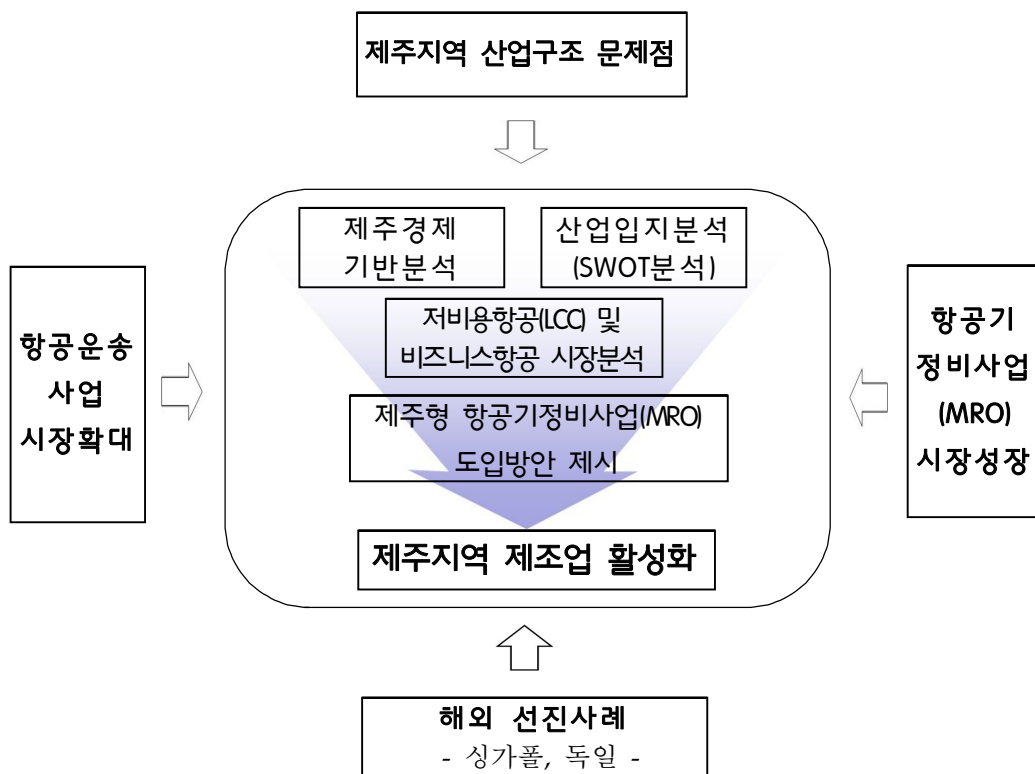 제주지역 산업구조 문제점
제주경제
기반분석
산업입지분석
(SWOT분석)
저비용항공(LCC) 및
비즈니스항공 시장분석
제주형 항공기정비사업(MRO)
도입방안 제시
제주지역 제조업 활성화
항공운송
사업
시장확대
항공기
정비사업
(MRO)
시장성장
해외 선진사례
- 싱가폴, 독일 -